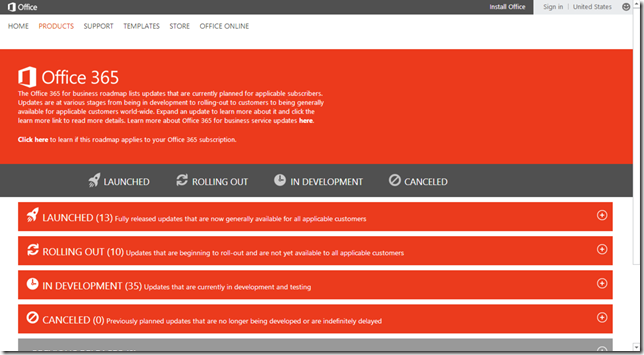 Office
Install Office
Sign in | United States
HOME PRODUCTS SUPPORT TEMPLATES STORE OFFICE ONLINE
Office 365
The Office 365 for business roadmap lists updates that are currently planned for applicable subscribers.
Updates are at various stages from being in development to rolling-out to customers to being generally
available for applicable customers world-wide. Expand an update to learn more about it and click the
learn more link to read more details. Learn more about Office 365 for business service updates here.
Click here to learn if this roadmap applies to your Office 365 subscription.
LAUNCHED ROLLING OUT IN DEVELOPMENT CANCELED
LAUNCHED (13) Fully released updates that are now generally available for all applicable customers
ROLLING OUT (10) Updates that are beginning to roll-out and are not yet available to all applicable customers
IN DEVELOPMENT (35) Updates that are currently in development and testing
CANCELED (0) Previously planned updates that are no longer being developed or are indefinitely delayed